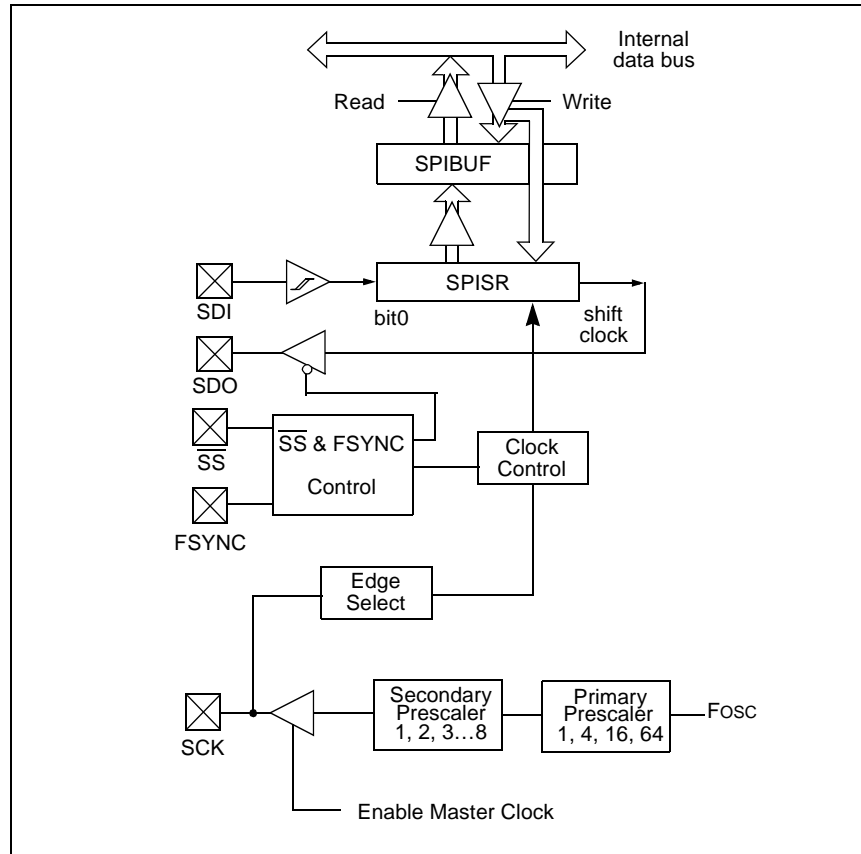 Internal
data bus
Read
Write
SPIBUF
SPISR
SDI
bit0
shift
clock
SDO
SS
SS & FSYNC
Control
Clock
Control
FSYNC
Edge
Select
Secondary
Prescaler
1, 2, 3…8
Primary
Prescaler
1, 4, 16, 64
FOSC
SCK
Enable Master Clock